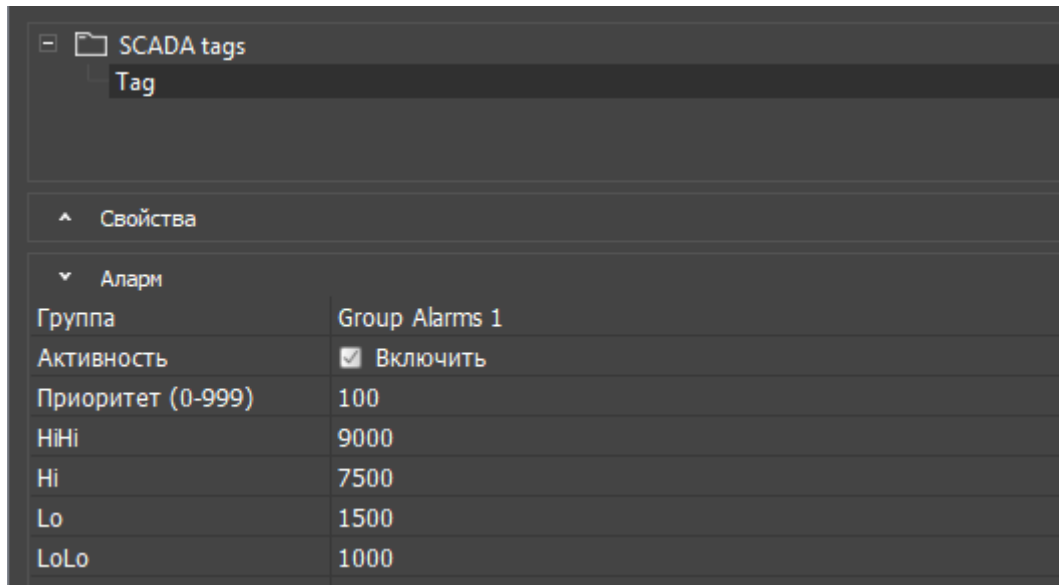 SCADA tags
Tag
Свойства
Аларм
Группа Group Alarms 1
Активность Включить
Приоритет (0-999) 100
HiHi 9000
Hi 7500
Lo 1500
LoLo 1000